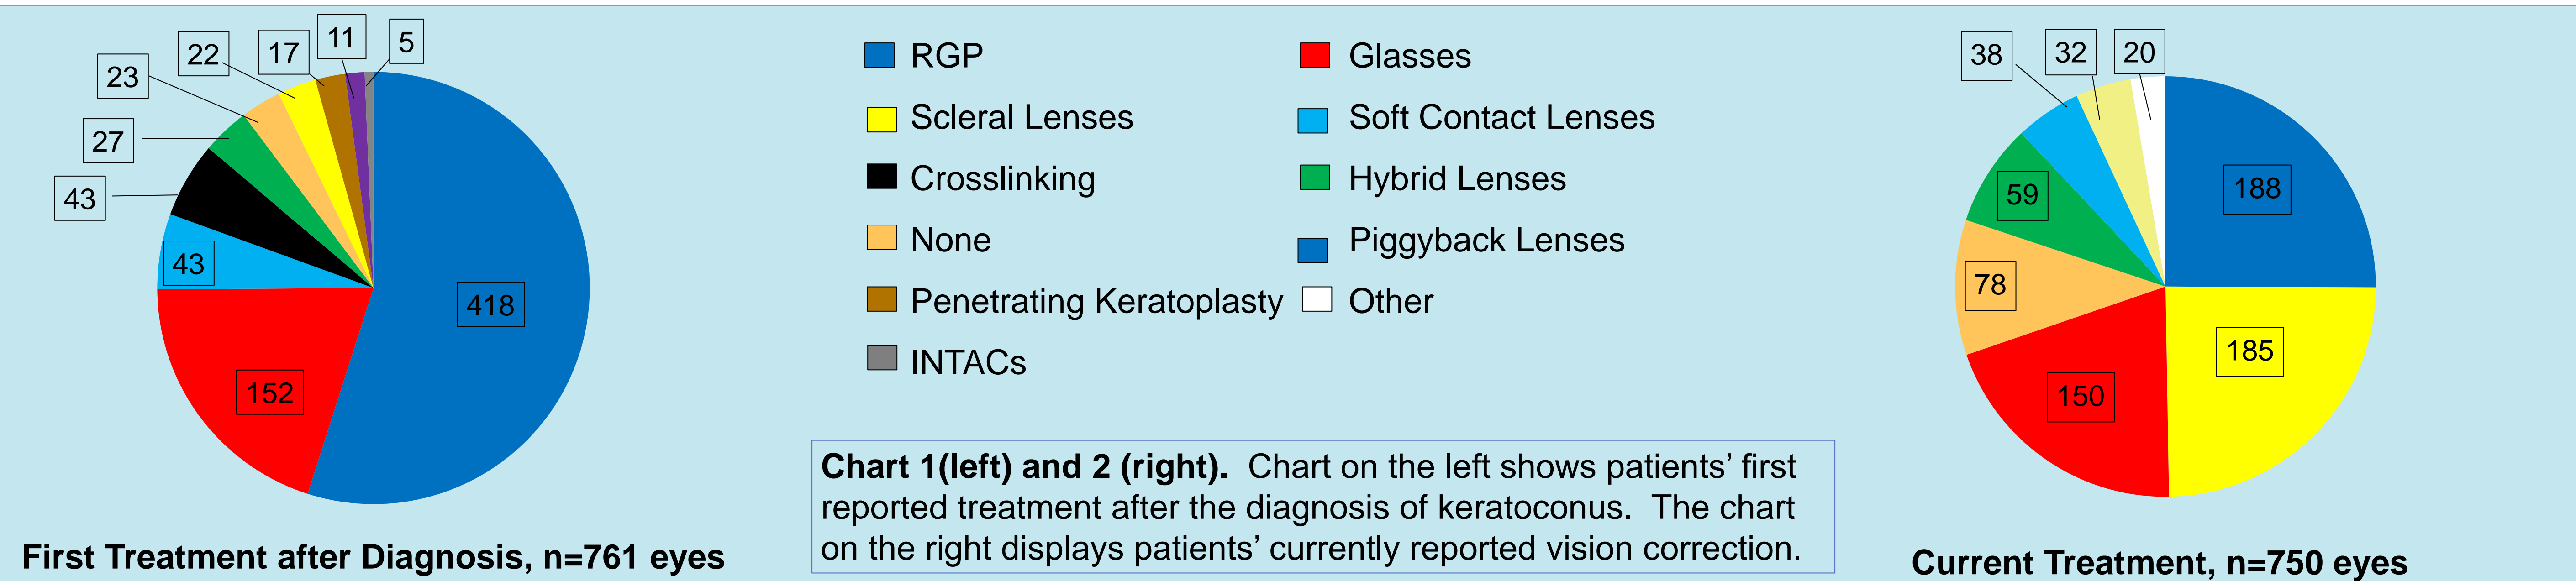 11
5
17
22
23
27
43
43
418
152
First Treatment after Diagnosis, n=761 eyes
RGP
Glasses
Scleral Lenses
Soft Contact Lenses
Crosslinking
Hybrid Lenses
None
Piggyback Lenses
Penetrating Keratoplasty
Other
INTACs
Chart 1(left) and 2 (right).  Chart on the left shows patients’ first
reported treatment after the diagnosis of keratoconus.  The chart
on the right displays patients’ currently reported vision correction.
38
32
20
188
59
78
185
150
Current Treatment, n=750 eyes